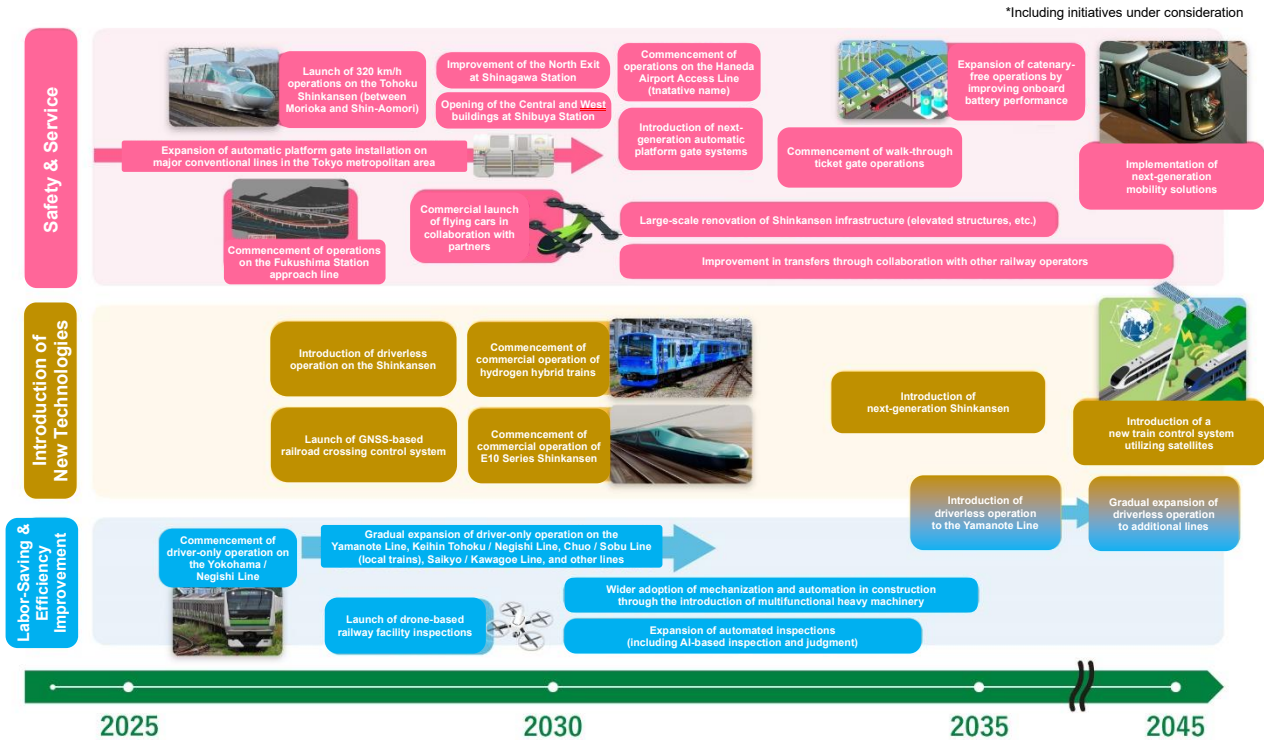 *Including initiatives under consideration
Safety & Service
Launch of 320 km/h
operations on the Tohoku
Shinkansen (between
Morioka and Shin-Aomori)
Improvement of the North Exit
at Shinagawa Station
Opening of the Central and West
buildings at Shibuya Station
Commencement of
operations on the Haneda
Airport Access Line
(tnatative name)
Expansion of catenary-
free operations by
improving onboard
battery performance
Expansion of automatic platform gate installation on
major conventional lines in the Tokyo metropolitan area
Introduction of next-
generation automatic
platform gate systems
Commencement of walk-through
ticket gate operations
Implementation of
next-generation
mobility solutions
Commencement of operations
on the Fukushima Station
approach line
Commercial launch
of flying cars in
collaboration with
partners
Large-scale renovation of Shinkansen infrastructure (elevated structures, etc.)
Improvement in transfers through collaboration with other railway operators
Introduction of
New Technologies
Introduction of driverless
operation on the Shinkansen
Commencement of
commercial operation of
hydrogen hybrid trains
Launch of GNSS-based
railroad crossing control system
Commencement of
commercial operation of
E10 Series Shinkansen
Introduction of
next-generation Shinkansen
Introduction of a
new train control system
utilizing satellites
Introduction of
driverless operation
to the Yamanote Line
Gradual expansion of
driverless operation
to additional lines
Labor-Saving &
Efficiency
Improvement
Commencement of
driver-only operation on
the Yokohama /
Negishi Line
Gradual expansion of driver-only operation on the
Yamanote Line, Keihin Tohoku / Negishi Line, Chuo / Sobu Line
(local trains), Saikyo / Kawagoe Line, and other lines
Launch of drone-based
railway facility inspections
Wider adoption of mechanization and automation in construction
through the introduction of multifunctional heavy machinery
Expansion of automated inspections
(including AI-based inspection and judgment)
2025
2030
2035
2045